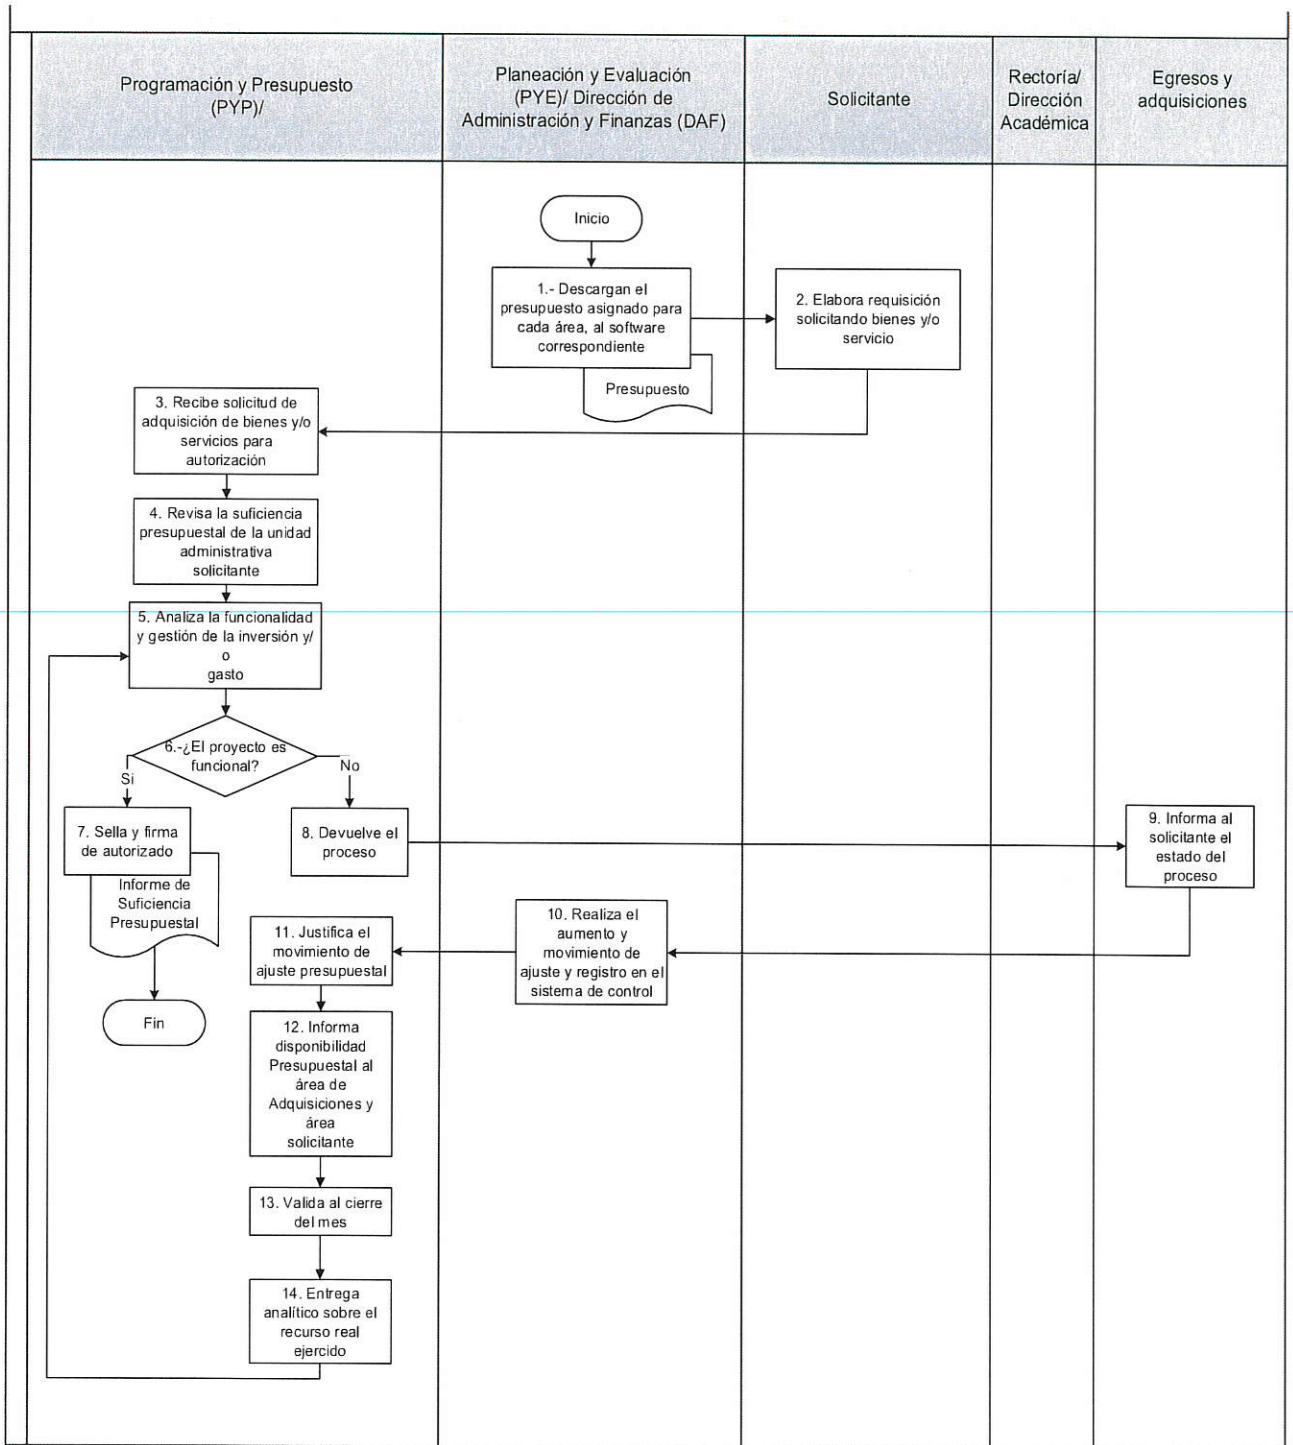 Programación y Presupuesto
(PYP)/
Planeación y Evaluación
(PYE)/ Dirección de
Administración y Finanzas (DAF)
Solicitante
Rectoría/
Dirección
Académica
Egresos y
adquisiciones
Inicio
1.- Descargan el
presupuesto asignado para
cada área, al software
correspondiente
Presupuesto
2. Elabora requisición
solicitando bienes y/o
servicio
3. Recibe solicitud de
adquisición de bienes y/o
servicios para
autorización
4. Revisa la suficiencia
presupuestal de la unidad
administrativa
solicitante
5. Analiza la funcionalidad
y gestión de la inversión y/
o
gasto
6.-¿El proyecto es
funcional?
Si
No
7. Sella y firma
de autorizado
Informe de
Suficiencia
Presupuestal
Fin
8. Devuelve el
proceso
9. Informa al
solicitante el
estado del
proceso
10. Realiza el
aumento y
movimiento de
ajuste y registro en el
sistema de control
11. Justifica el
movimiento de
ajuste presupuestal
12. Informa
disponibilidad
Presupuestal al
área de
Adquisiciones y
área
solicitante
13. Valida al cierre
del mes
14. Entrega
analítico sobre el
recurso real
ejercido